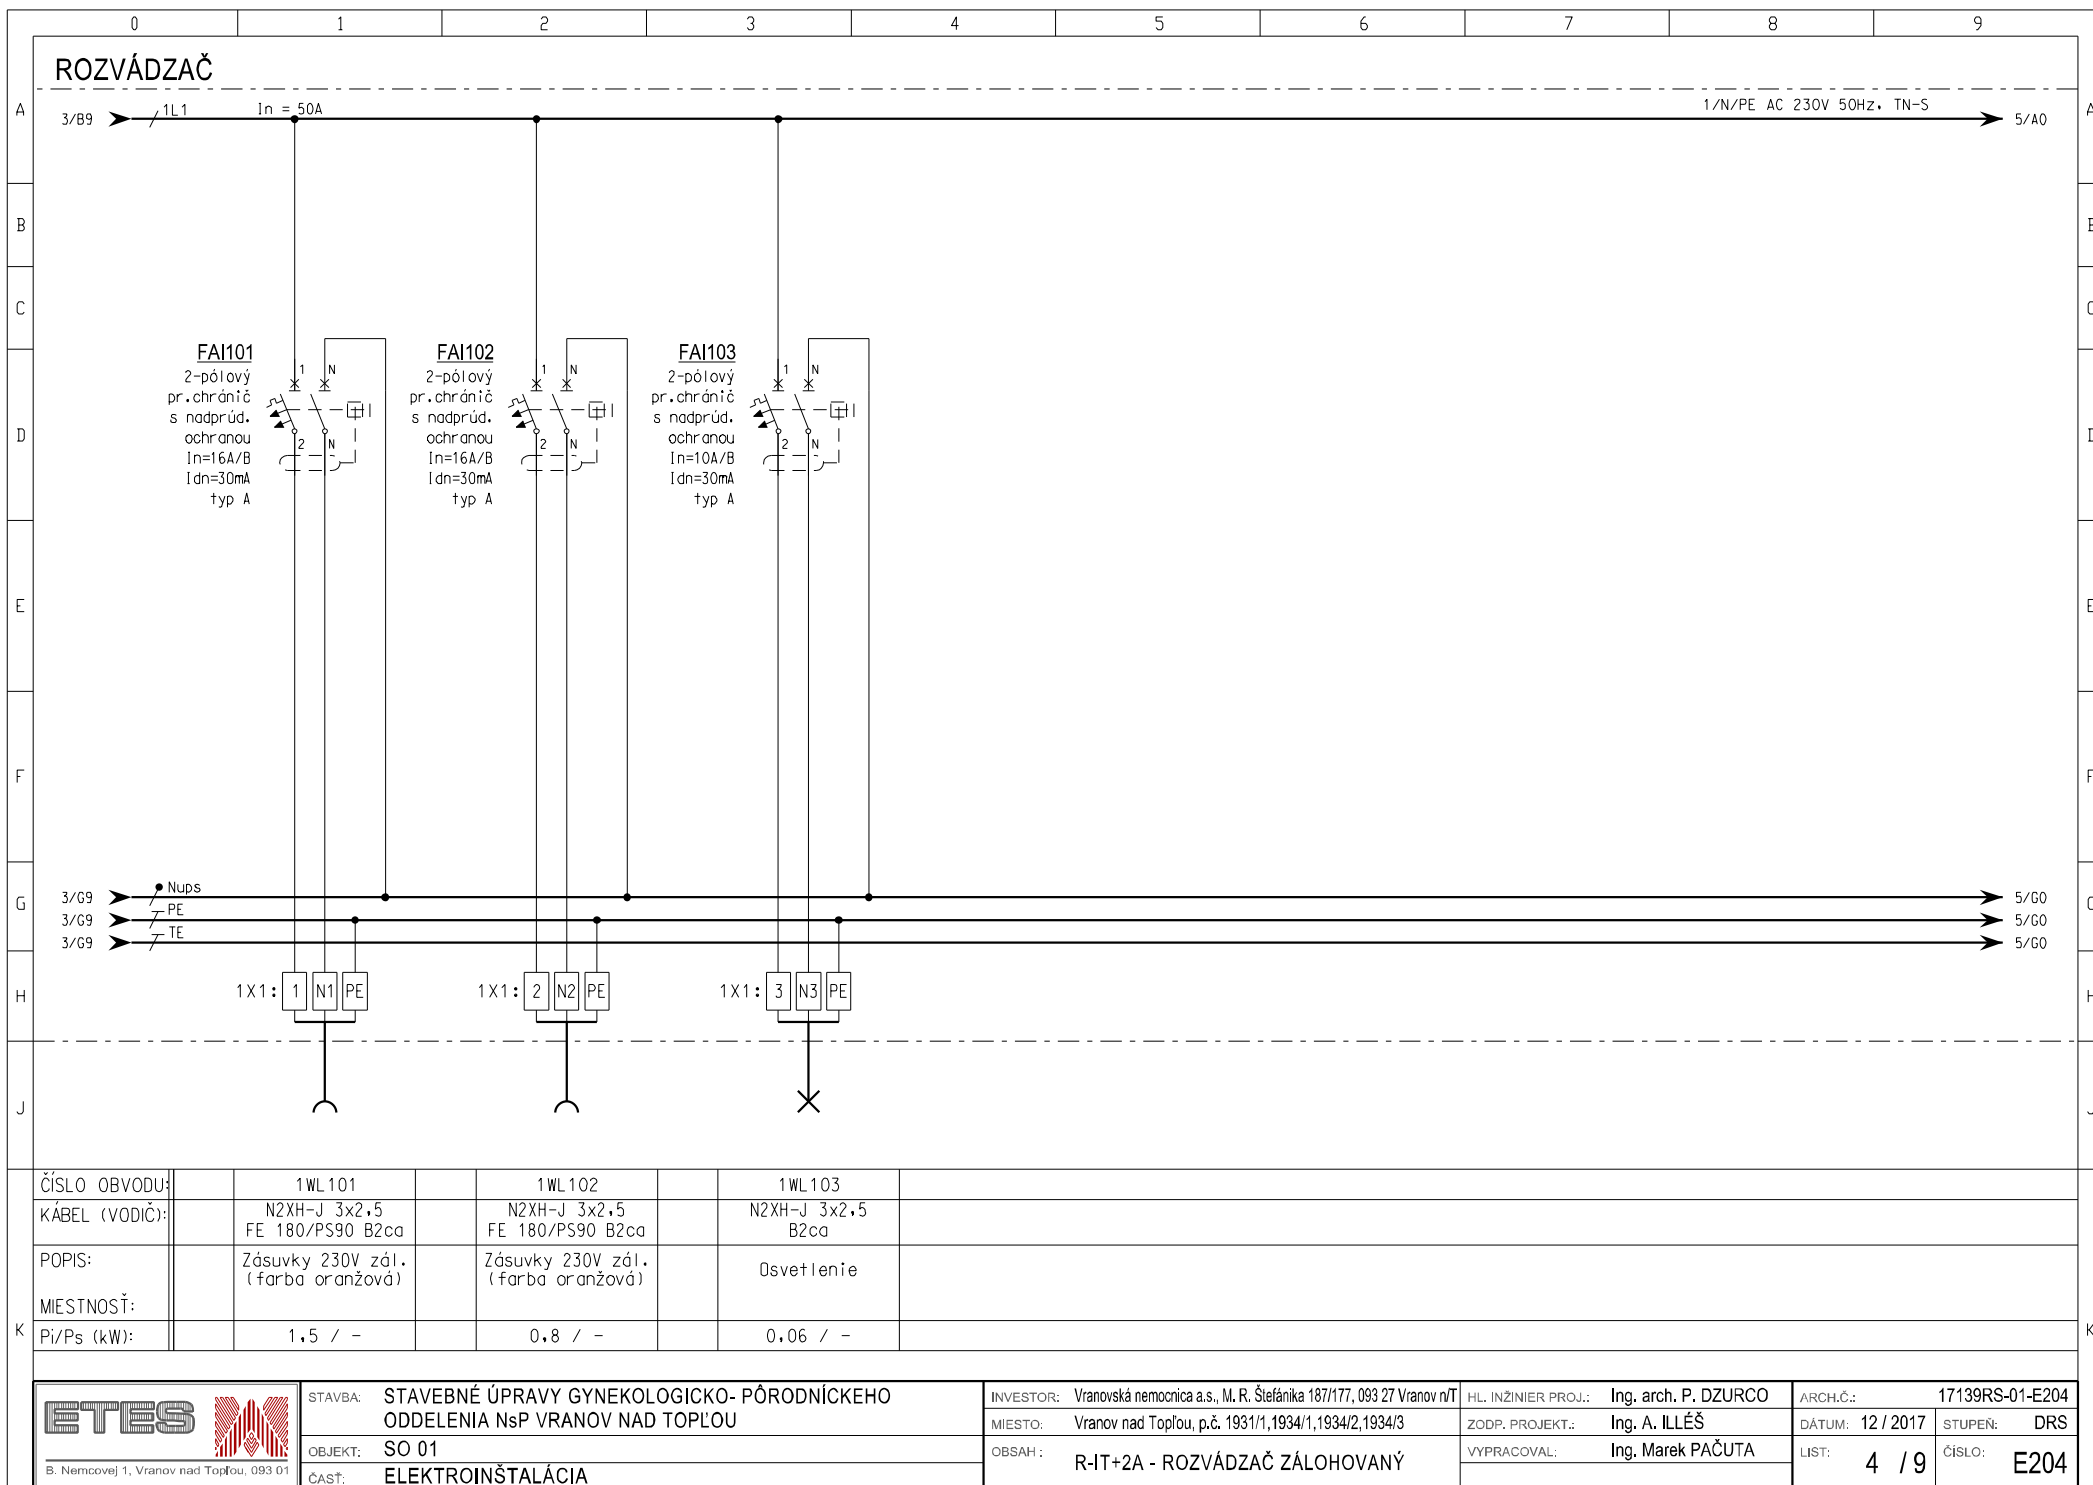 0 1 2 3 4 5 6 7 8 9
ROZVÁDZAČ
A A
3/B9 1L1 In = 50A 1/N/PE AC 230V 50Hz, TN-S 5/A0
B B
C C
FAI101 FAI102 FAI103
2-pólový 1 N 2-pólový 1 N 2-pólový 1 N
pr.chránič pr.chránič pr.chránič
s nadprúd. s nadprúd. s nadprúd.
D ochranou 2 N ochranou 2 N ochranou 2 N D
In=16A/B In=16A/B In=10A/B
Idn=30mA Idn=30mA Idn=30mA
typ A typ A typ A
E E
F F
3/G9 Nups 5/G0
G G
3/G9 PE 5/G0
3/G9 TE 5/G0
H 1X1: 1 N1 PE 1X1: 2 N2 PE 1X1: 3 N3 PE H
J J
ČÍSLO OBVODU: 1WL101 1WL102 1WL103
KÁBEL (VODIČ): N2XH-J 3x2,5 N2XH-J 3x2,5 N2XH-J 3x2,5
FE 180/PS90 B2ca FE 180/PS90 B2ca B2ca
POPIS: Zásuvky 230V zál. Zásuvky 230V zál. Osvetlenie
(farba oranžová) (farba oranžová)
MIESTNOSŤ:
K Pi/Ps (kW): 1,5 / - 0,8 / - 0,06 / - K
ETES
B. Nemcovej 1, Vranov nad Topľou, 093 01
STAVBA: STAVEBNÉ ÚPRAVY GYNEKOLOGICKO- PÔRODNÍCKEHO
ODDELENIA NsP VRANOV NAD TOPĽOU
OBJEKT: SO 01
ČASŤ: ELEKTROINŠTALÁCIA
INVESTOR: Vranovská nemocnica a.s., M. R. Štefánika 187/177, 093 27 Vranov n/T
MIESTO: Vranov nad Topľou, p.č. 1931/1,1934/1,1934/2,1934/3
OBSAH : R-IT+2A - ROZVÁDZAČ ZÁLOHOVANÝ
HL. INŽINIER PROJ.: Ing. arch. P. DZURCO
ZODP. PROJEKT.: Ing. A. ILLÉŠ
VYPRACOVAL: Ing. Marek PAČUTA
ARCH.Č.: 17139RS-01-E204
DÁTUM: 12 / 2017 STUPEŇ: DRS
LIST: 4 / 9 ČÍSLO: E204